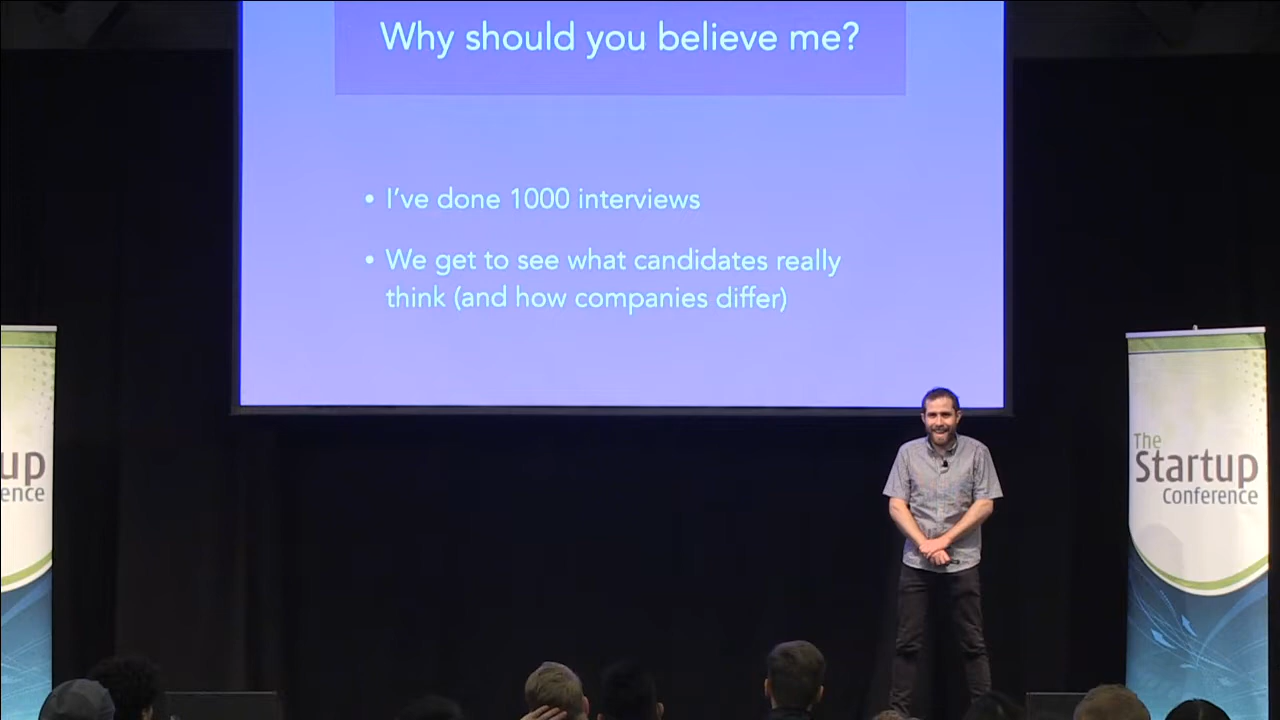 Why should you believe me?
• I've done 1000 interviews
• We get to see what candidates really
think (and how companies differ)
up
ence
The
Startup
Conference